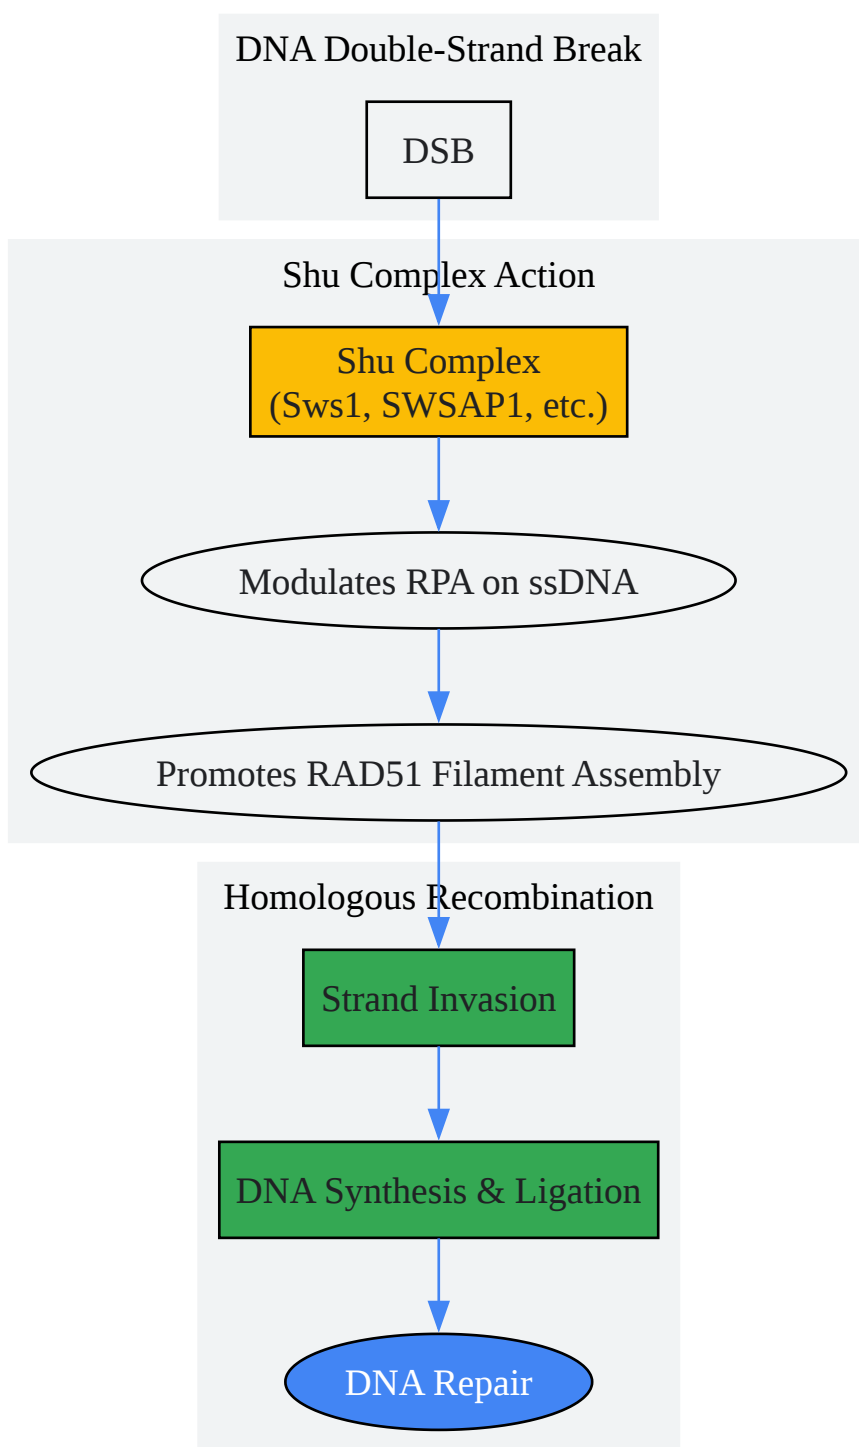 DNA Double-Strand Break
DSB
Shu Complex Action
Shu Complex
(Sws1, SWSAP1, etc.)
Modulates RPA on ssDNA
Promotes RAD51 Filament Assembly
Homologous Recombination
Strand Invasion
DNA Synthesis & Ligation
DNA Repair